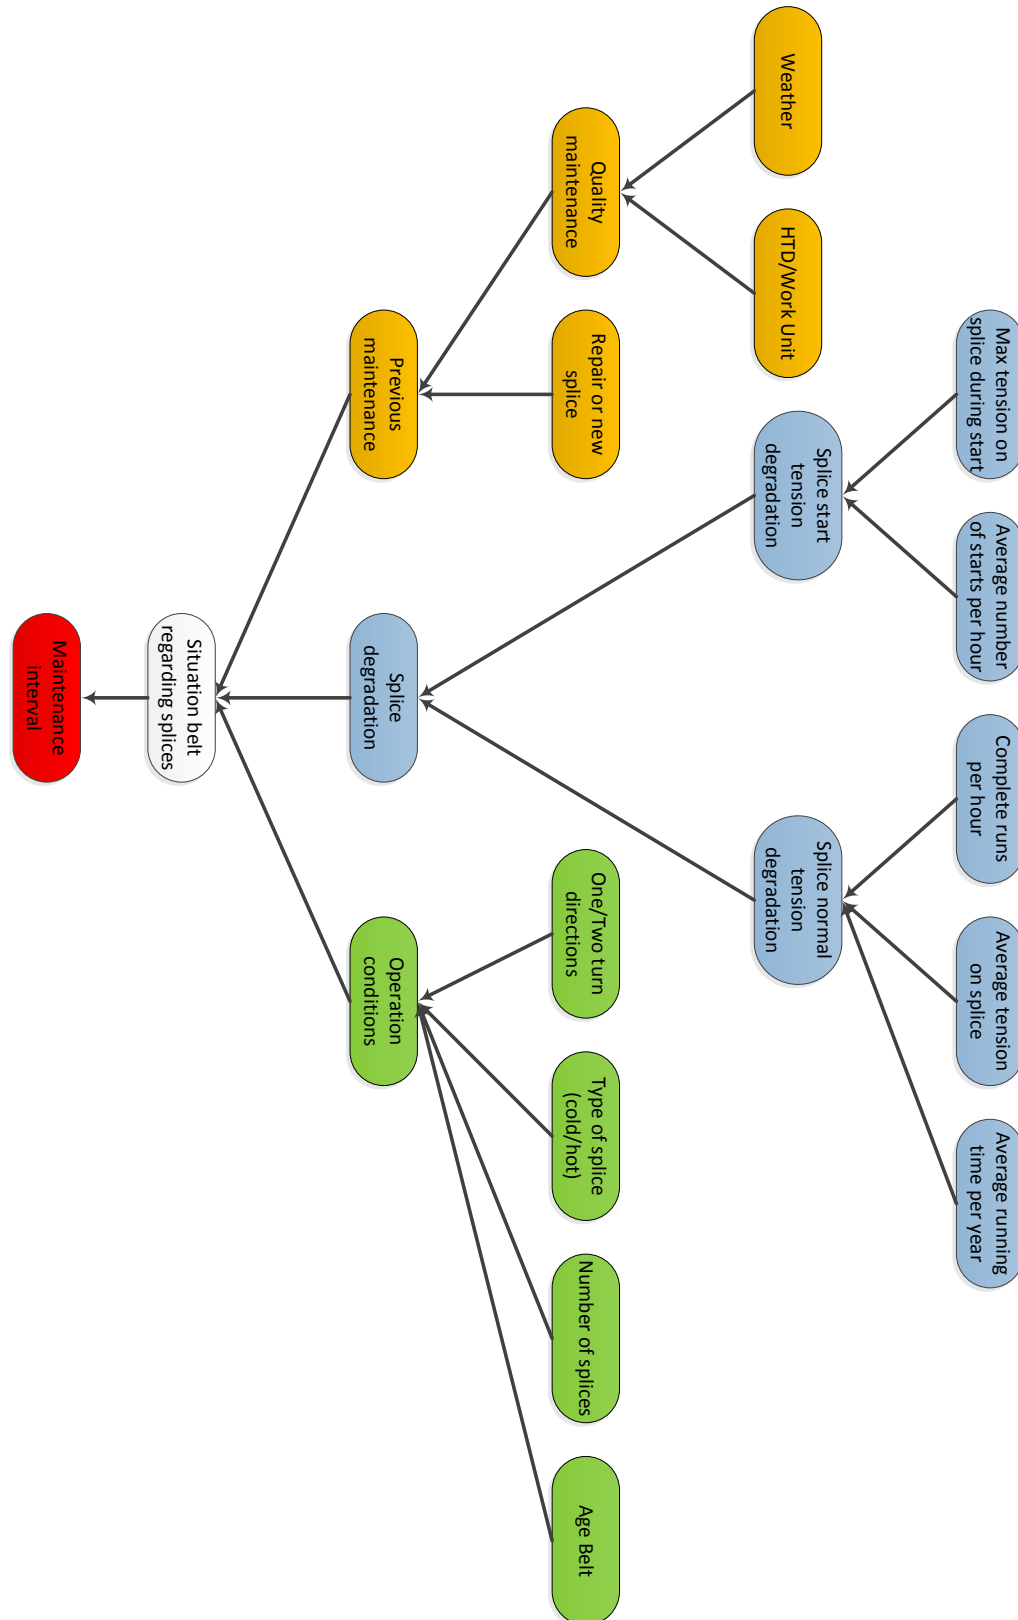 Max tension on
splice during start
Average number
of starts per hour
Complete runs
per hour
Average tension
on splice
Average running
time per year
Weather
HTD/Work Unit
Splice start
tension
degradation
Splice normal
tension
degradation
Quality
maintenance
Repair or new
splice
One/Two turn
directions
Type of splice
(cold/hot)
Number of splices
Age Belt
Previous
maintenance
Splice
degradation
Operation
conditions
Situation belt
regarding splices
Maintenance
interval